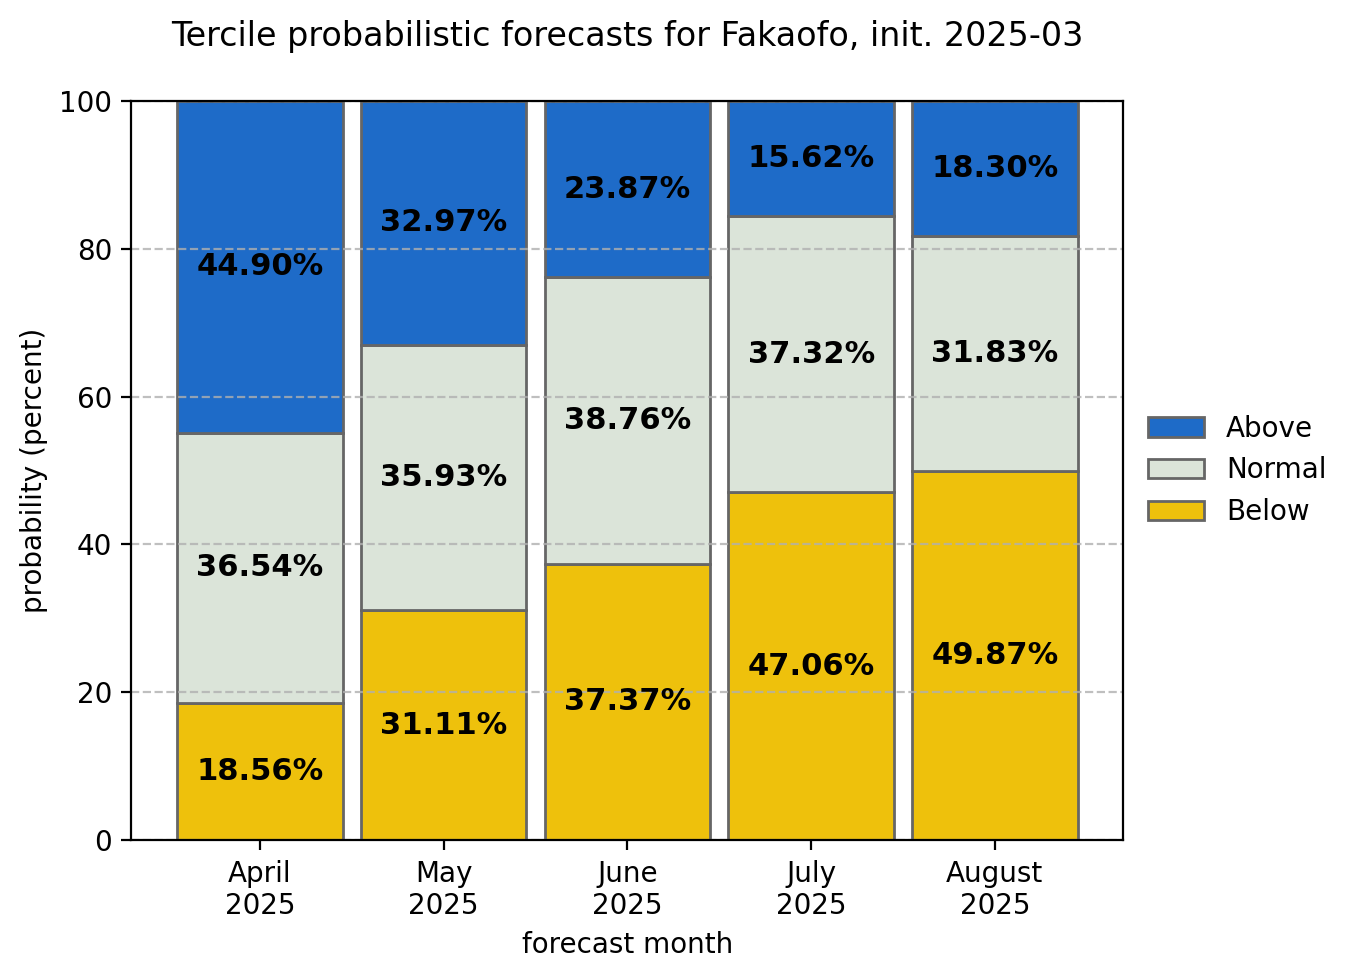 Tercile probabilistic forecasts for Fakaofo, init. 2025-03
100
80
60
40
20
0
probability (percent)
44.90%
32.97%
23.87%
15.62%
18.30%
36.54%
35.93%
38.76%
37.32%
31.83%
18.56%
31.11%
37.37%
47.06%
49.87%
Above
Normal
Below
April
2025
May
2025
June
2025
July
2025
August
2025
forecast month